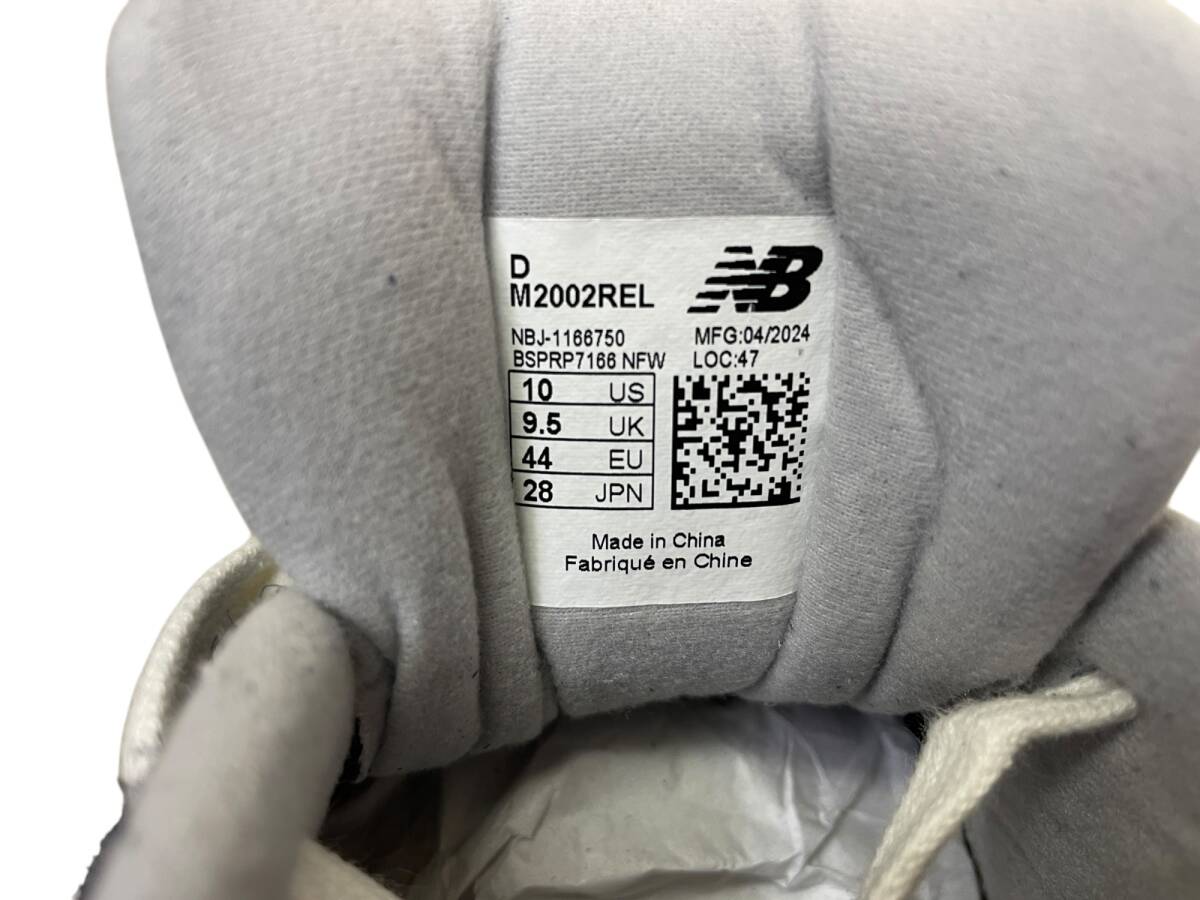 D
M2002REL
NB
NBJ-1166750
MFG:04/2024
BSPRP7166 NFW
LOC:47
10 US
9.5 UK
44 EU
28 JPN
Made in China
Fabriqué en Chine